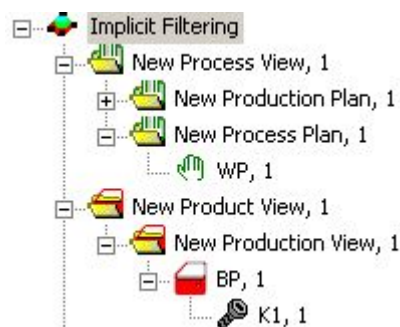 Implicit Filtering
New Process View, 1
New Production Plan, 1
New Process Plan, 1
WP, 1
New Product View, 1
New Production View, 1
BP, 1
K1, 1